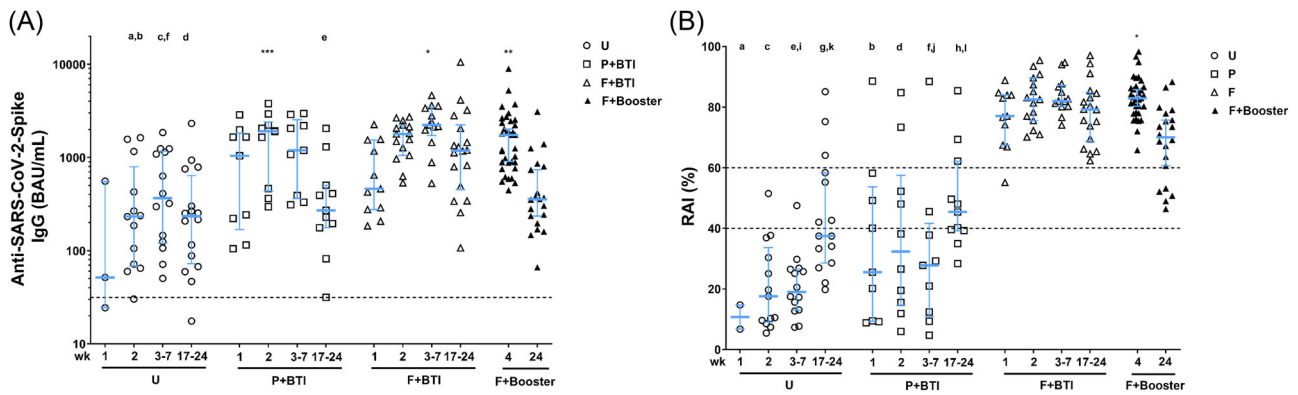 (A)
a,b c,f d *** e * **
Anti-SARS-CoV-2-Spike
IgG (BAU/mL)
10000
1000
100
10
wk 1 2 3-7 17-24 1 2 3-7 17-24 1 2 3-7 17-24 4 24
U P+BTI F+BTI F+Booster
U
P+BTI
F+BTI
F+Booster
(B)
a c e,i g,k b d f,j h,l *
RAI (%)
100
80
60
40
20
0
wk 1 2 3-7 17-24 1 2 3-7 17-24 1 2 3-7 17-24 4 24
U P+BTI F+BTI F+Booster
U
P
F
F+Booster